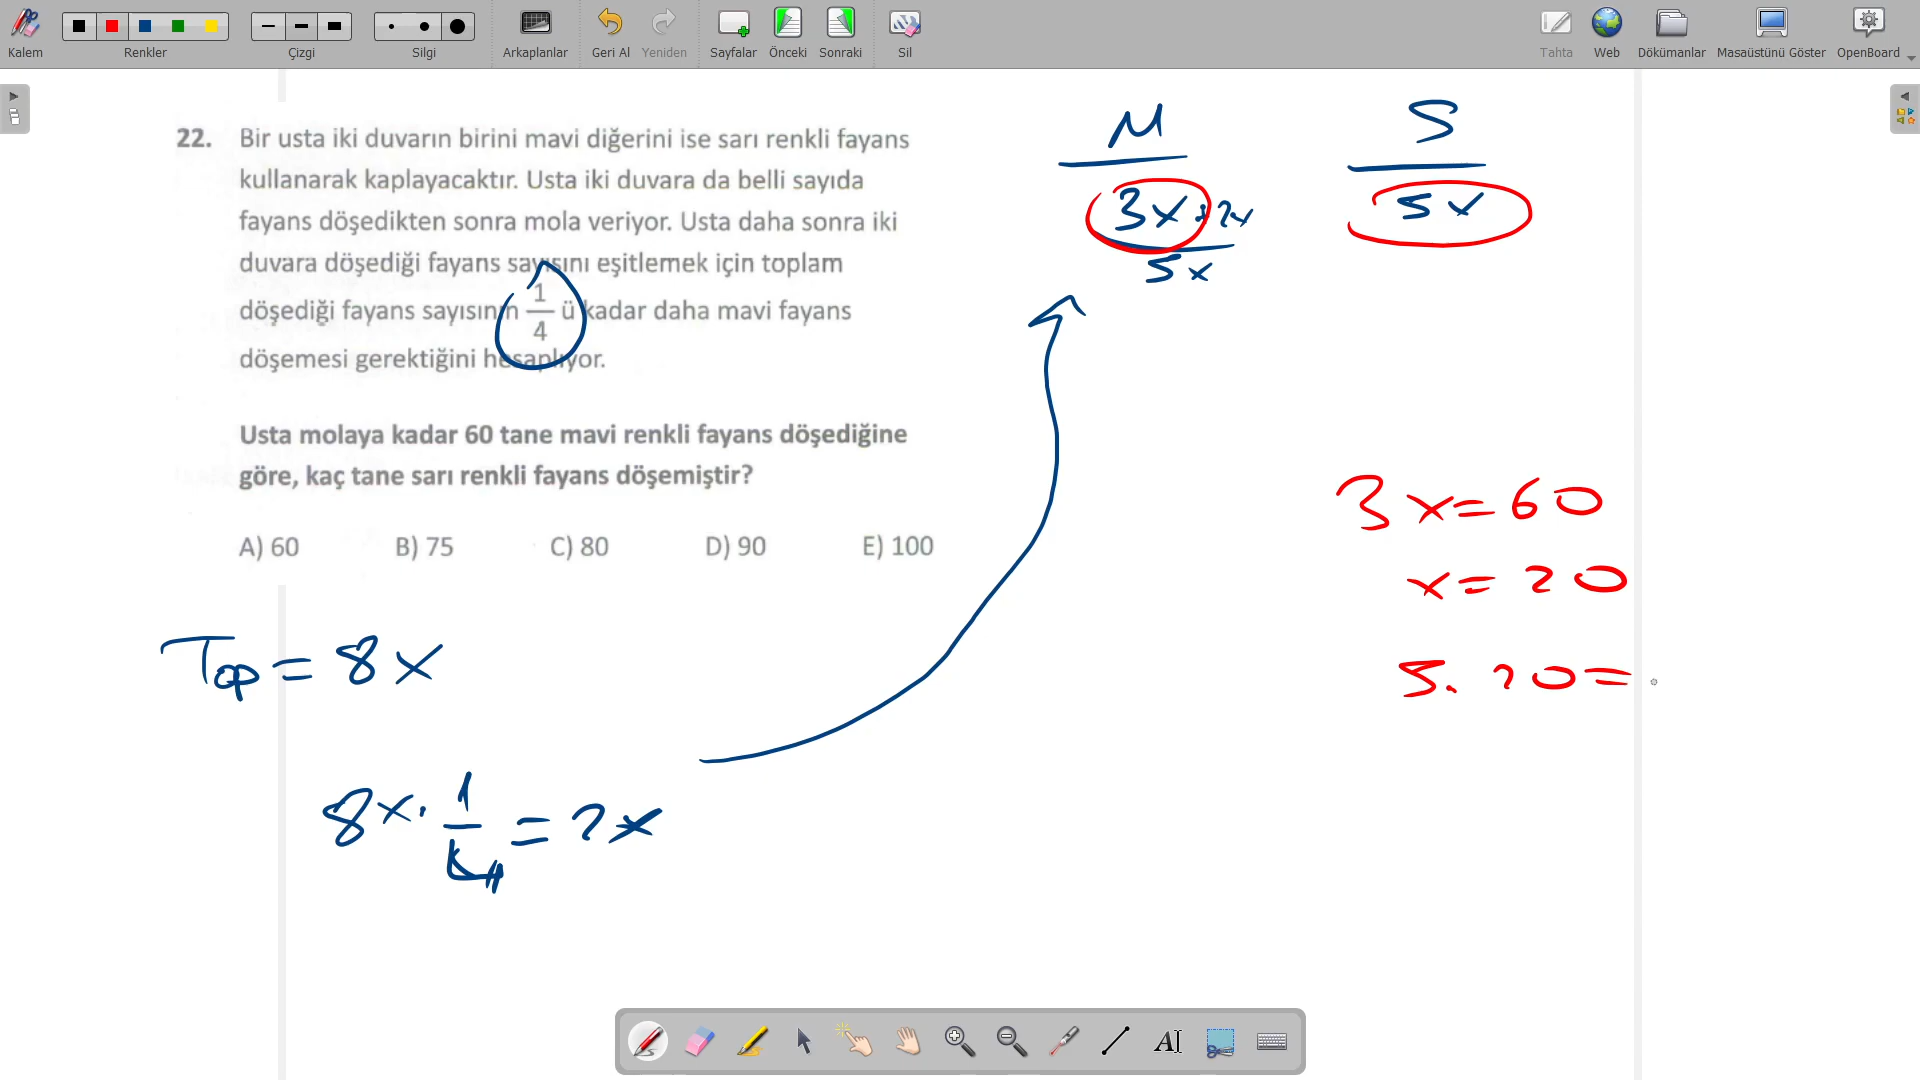 Kalem Renkler Çizgi Silgi Arkaplanlar Geri Al Yeniden Sayfalar Önceki Sonraki Sil Tahta Web Dökümanlar Masaüstünü Göster OpenBoard
22. Bir usta iki duvarın birini mavi diğerini ise sarı renkli fayans
kullanarak kaplayacaktır. Usta iki duvara da belli sayıda
fayans döşedikten sonra mola veriyor. Usta daha sonra iki
duvara döşediği fayans sayısını eşitlemek için toplam
döşediği fayans sayısının 1/4 ü kadar daha mavi fayans
döşemesi gerektiğini hesaplıyor.
Usta molaya kadar 60 tane mavi renkli fayans döşediğine
göre, kaç tane sarı renkli fayans döşemiştir?
A) 60 B) 75 C) 80 D) 90 E) 100
M S
3x+2x 5x
5x
3x=60
x=20
5.20=
Top=8x
8x.1/4=2x
AI